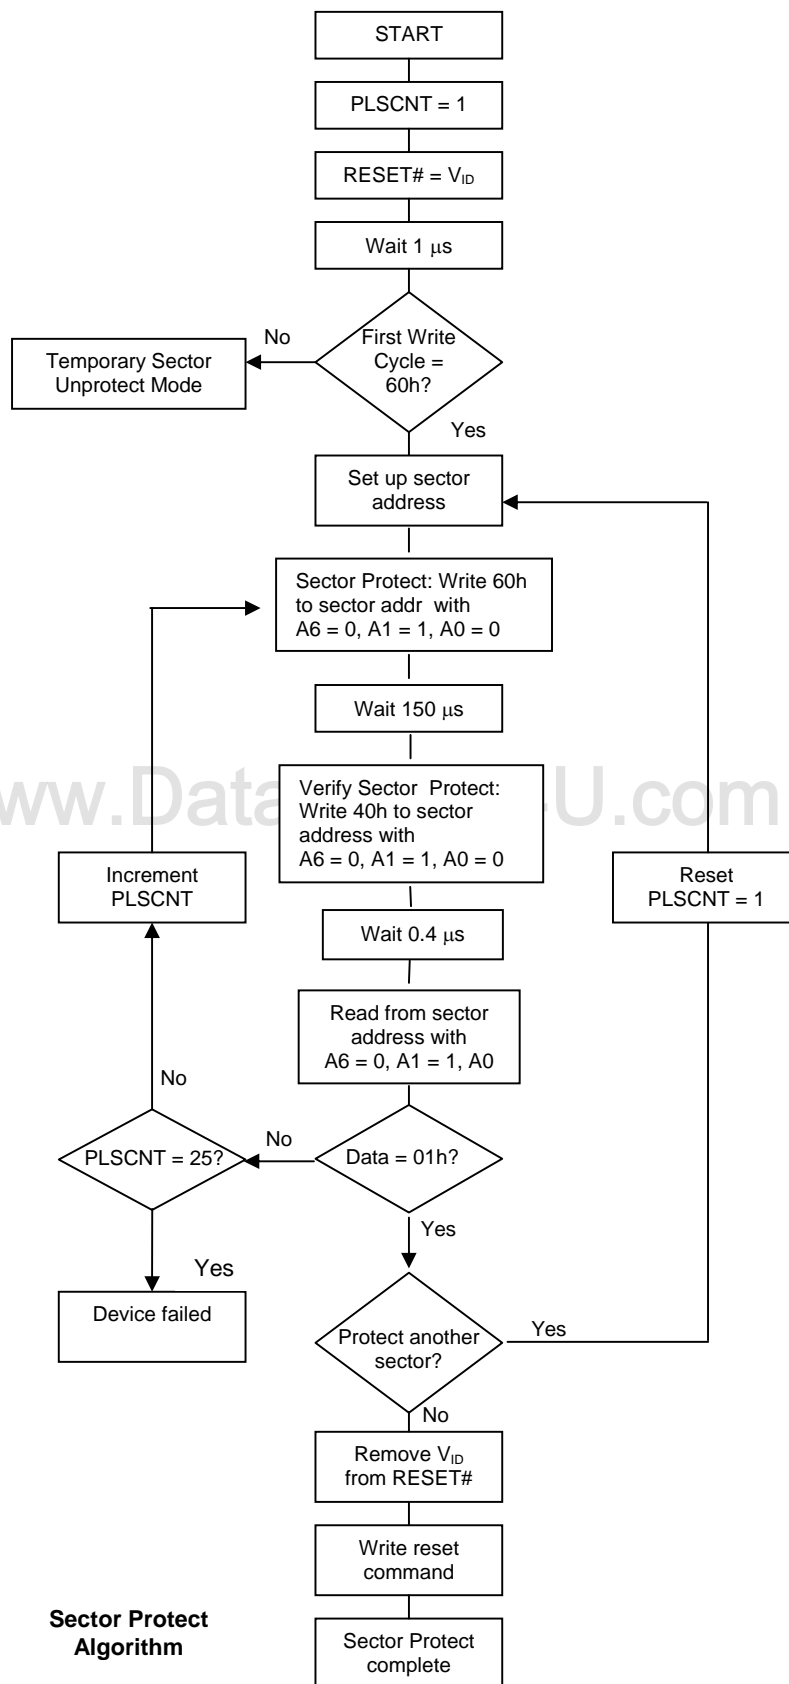 START
PLSCNT = 1
RESET# = VID
Wait 1 μs
First Write
Cycle =
60h?
No
Temporary Sector
Unprotect Mode
Yes
Set up sector
address
Sector Protect: Write 60h
to sector addr with
A6 = 0, A1 = 1, A0 = 0
Wait 150 μs
Verify Sector Protect:
Write 40h to sector
address with
A6 = 0, A1 = 1, A0 = 0
Increment
PLSCNT
Reset
PLSCNT = 1
Wait 0.4 μs
Read from sector
address with
A6 = 0, A1 = 1, A0
No
PLSCNT = 25?
No
Data = 01h?
Yes
Yes
Device failed
Protect another
sector?
Yes
No
Remove VID
from RESET#
Write reset
command
Sector Protect
complete
Sector Protect
Algorithm